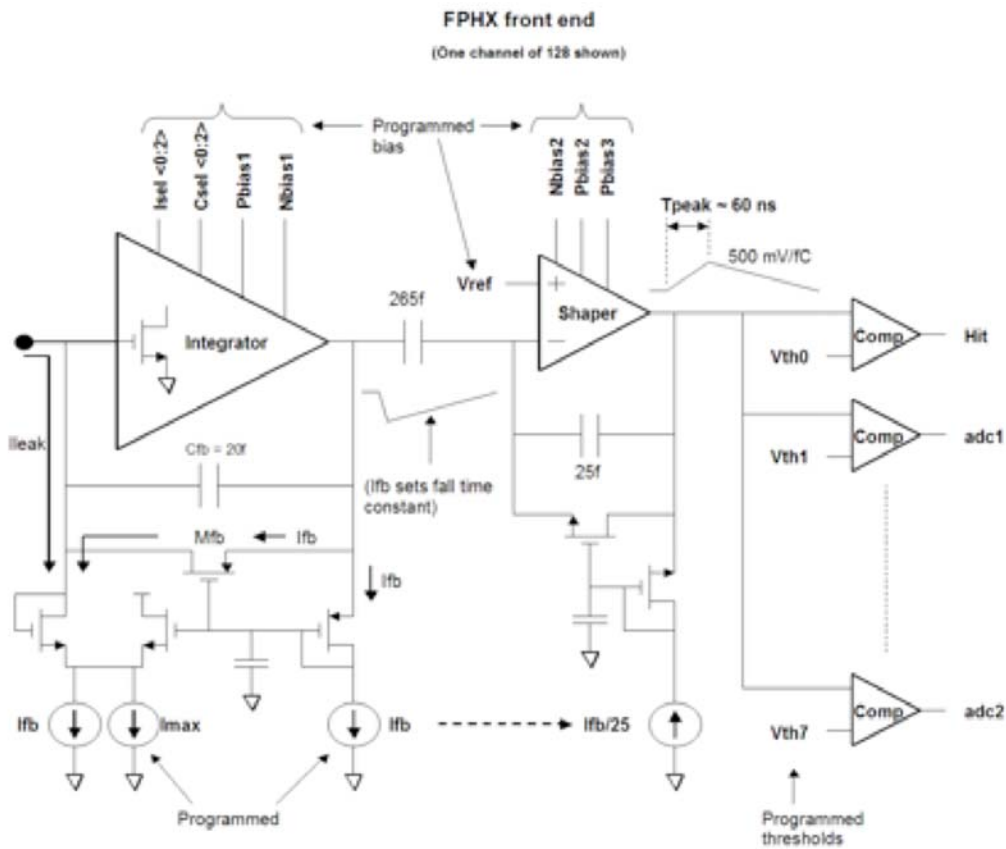 FPHX front end
(One channel of 128 shown)
Isel <0:2>
Csel <0:2>
Pbias1
Nbias1
Programmed
bias
Nbias2
Pbias2
Pbias3
Tpeak ~ 60 ns
500 mV/fC
Vref
+
Shaper
−
265f
Integrator
Comp
Hit
Vth0
Ileak
Cfb = 20f
(Ifb sets fall time
constant)
25f
Comp
adc1
Vth1
Mfb
Ifb
Ifb
Ifb
Imax
Ifb
Ifb/25
Comp
adc2
Vth7
Programmed
Programmed
thresholds